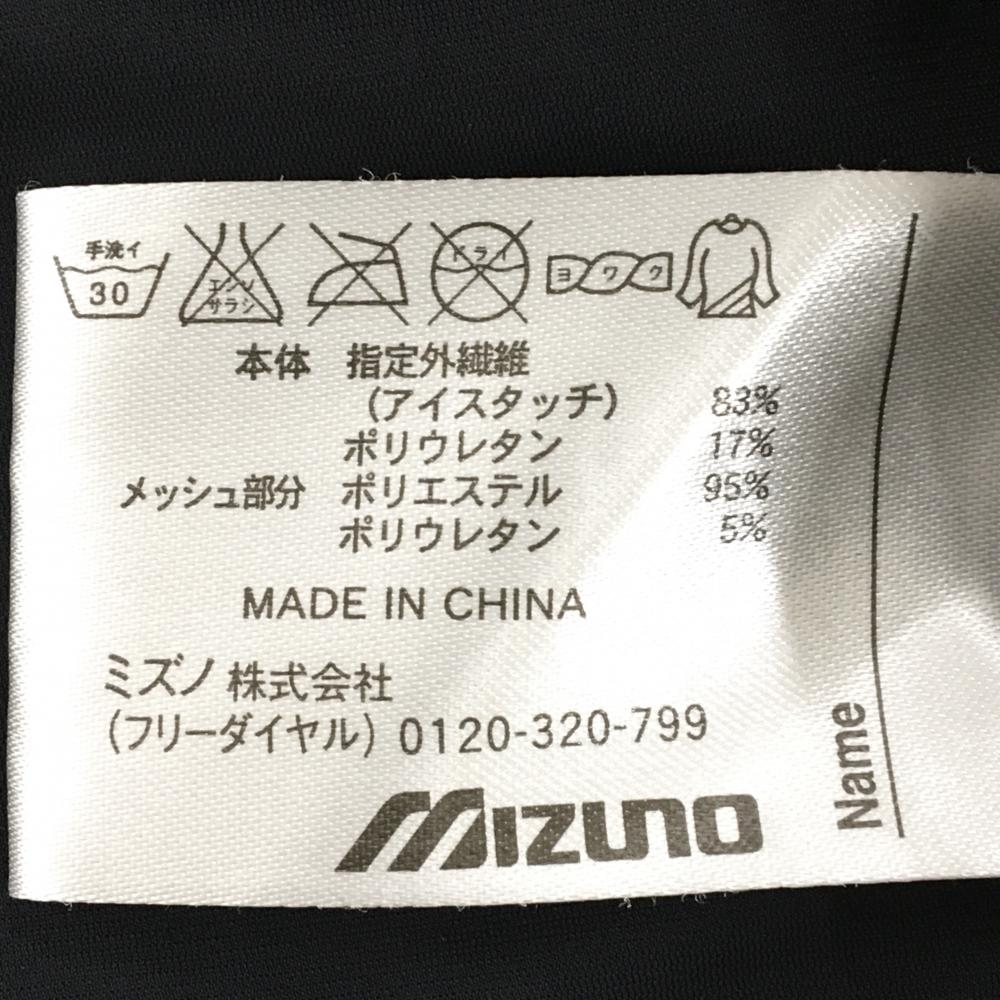 手洗イ
30
エンソ
サラシ
ドライ
ヨワク
本体 指定外繊維
(アイスタッチ) 83%
ポリウレタン 17%
メッシュ部分 ポリエステル 95%
ポリウレタン 5%
MADE IN CHINA
ミズノ株式会社
(フリーダイヤル) 0120-320-799
MIZUNO
Name